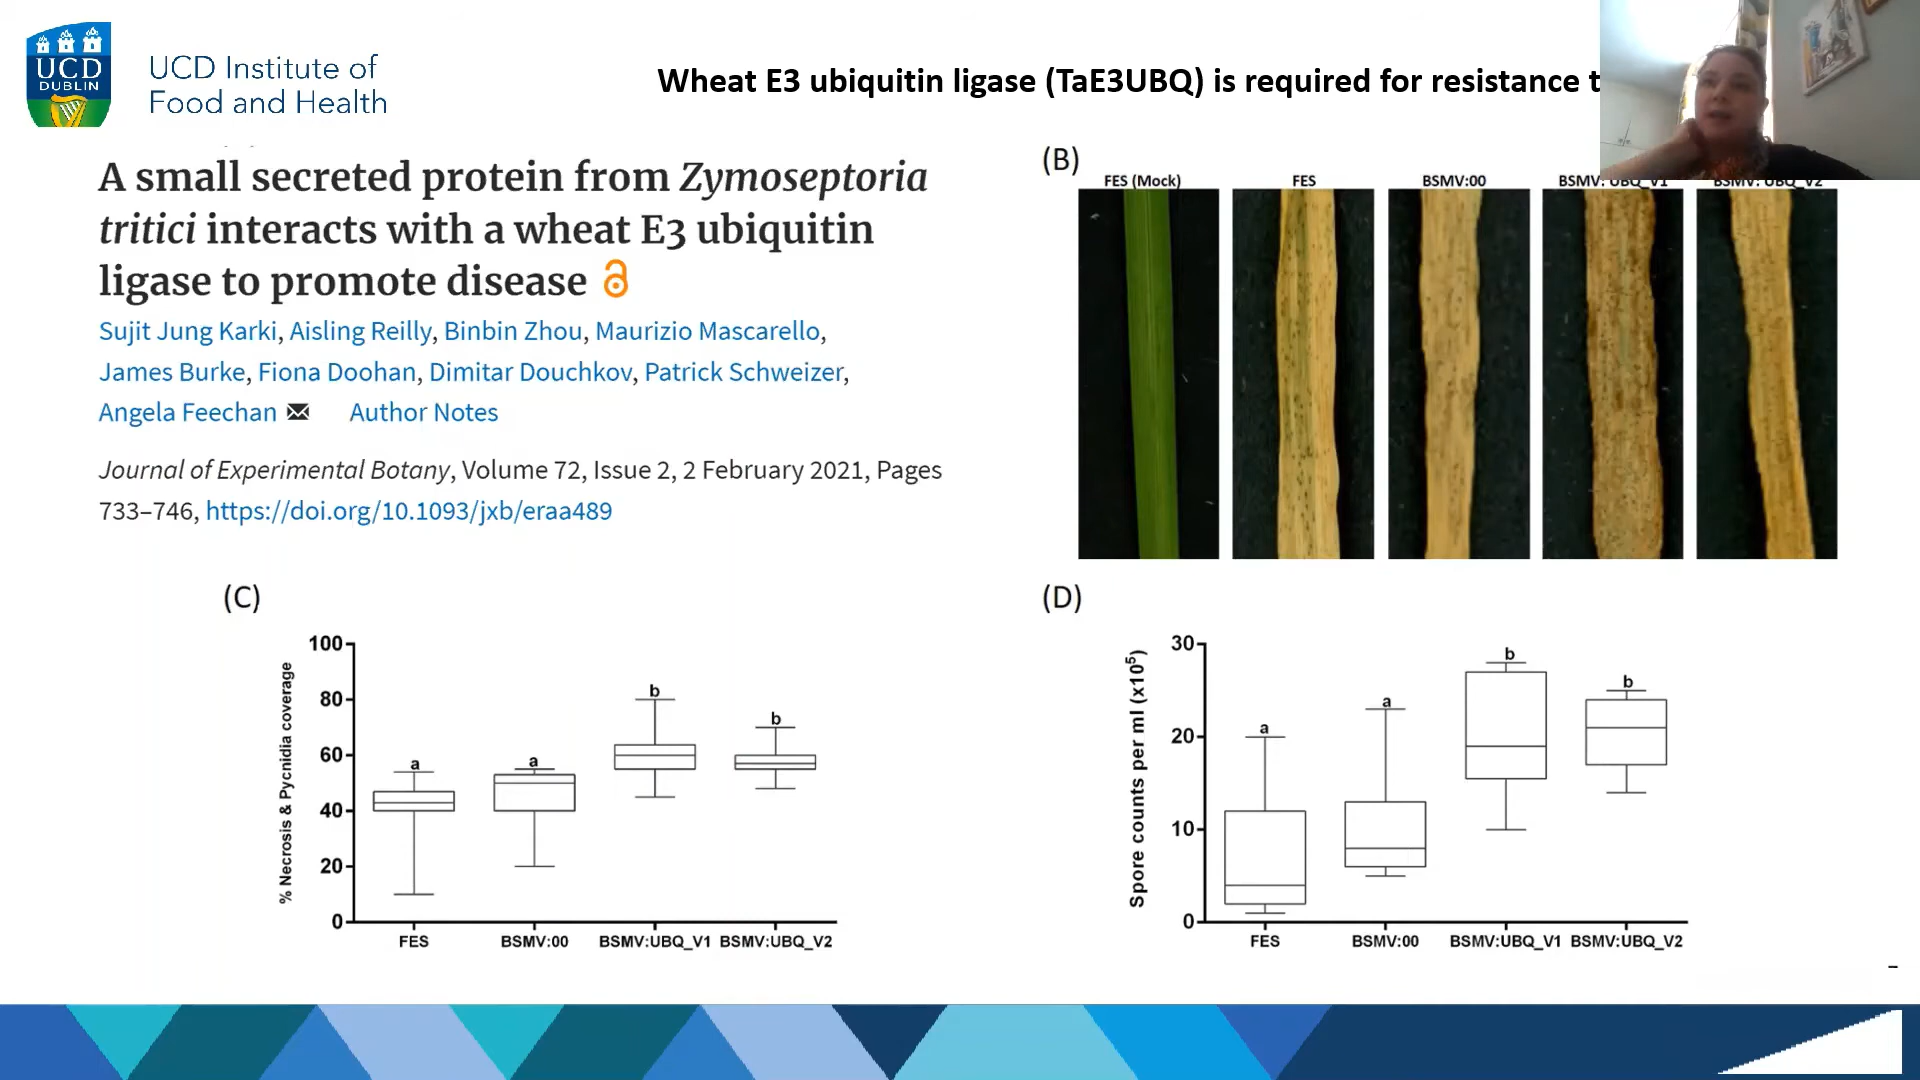 UCD
DUBLIN
UCD Institute of
Food and Health
Wheat E3 ubiquitin ligase (TaE3UBQ) is required for resistance t
A small secreted protein from Zymoseptoria
tritici interacts with a wheat E3 ubiquitin
ligase to promote disease
Sujit Jung Karki, Aisling Reilly, Binbin Zhou, Maurizio Mascarello,
James Burke, Fiona Doohan, Dimitar Douchkov, Patrick Schweizer,
Angela Feechan Author Notes
Journal of Experimental Botany, Volume 72, Issue 2, 2 February 2021, Pages
733–746, https://doi.org/10.1093/jxb/eraa489
(B)
FES (Mock) FES BSMV:00 BSMV: UBQ_V1 BSMV: UBQ_V2
(C)
% Necrosis & Pycnidia coverage
100
80
60
40
20
0
a a b b
FES BSMV:00 BSMV:UBQ_V1 BSMV:UBQ_V2
(D)
Spore counts per ml (x10⁵)
30
20
10
0
a a b b
FES BSMV:00 BSMV:UBQ_V1 BSMV:UBQ_V2